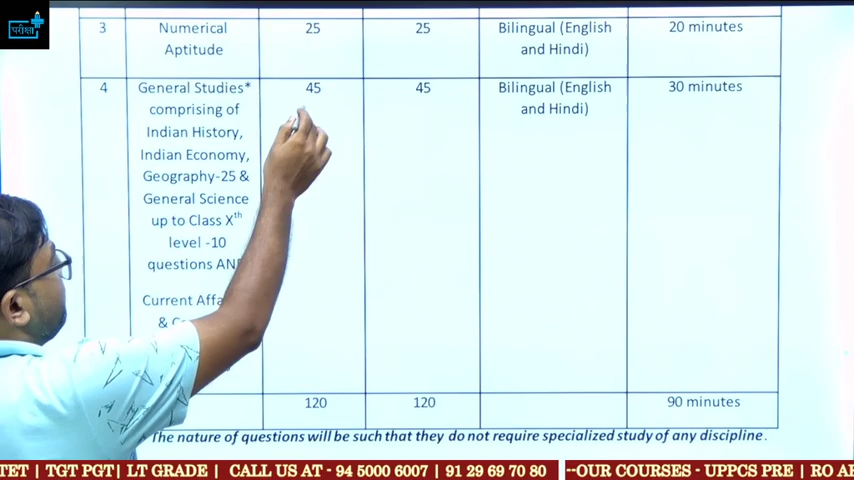 परीक्षा
3 Numerical Aptitude 25 25 Bilingual (English and Hindi) 20 minutes
4 General Studies* comprising of Indian History, Indian Economy, Geography-25 & General Science up to Class Xth level -10 questions 45 45 Bilingual (English and Hindi) 30 minutes
Current
&
120 120 90 minutes
The nature of questions will be such that they do not require specialized study of any discipline.
TET | TGT PGT| LT GRADE | CALL US AT - 94 5000 6007 | 91 29 69 70 80 --OUR COURSES - UPPCS PRE | RO